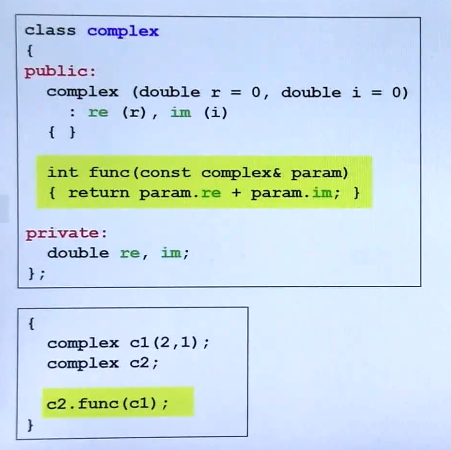 class complex
{
public:
complex (double r = 0, double i = 0)
: re (r), im (i)
{ }
int func(const complex& param)
{ return param.re + param.im; }
private:
double re, im;
};
{
complex c1(2,1);
complex c2;
c2.func(c1);
}